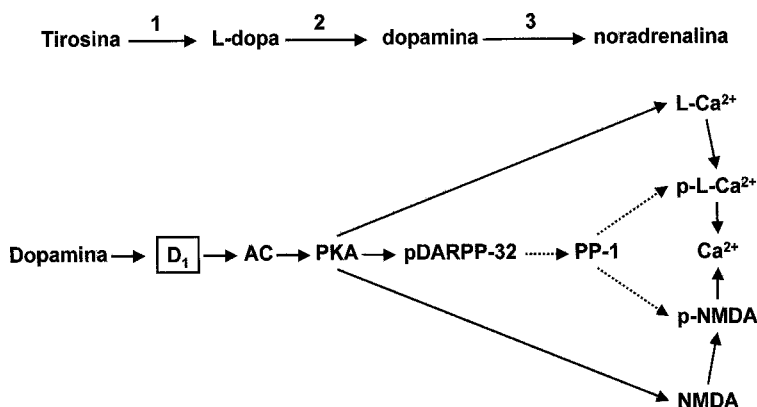 1 2 3
Tirosina L-dopa dopamina noradrenalina
L-Ca²⁺
p-L-Ca²⁺
Dopamina D₁ AC PKA pDARPP-32 PP-1 Ca²⁺
p-NMDA
NMDA